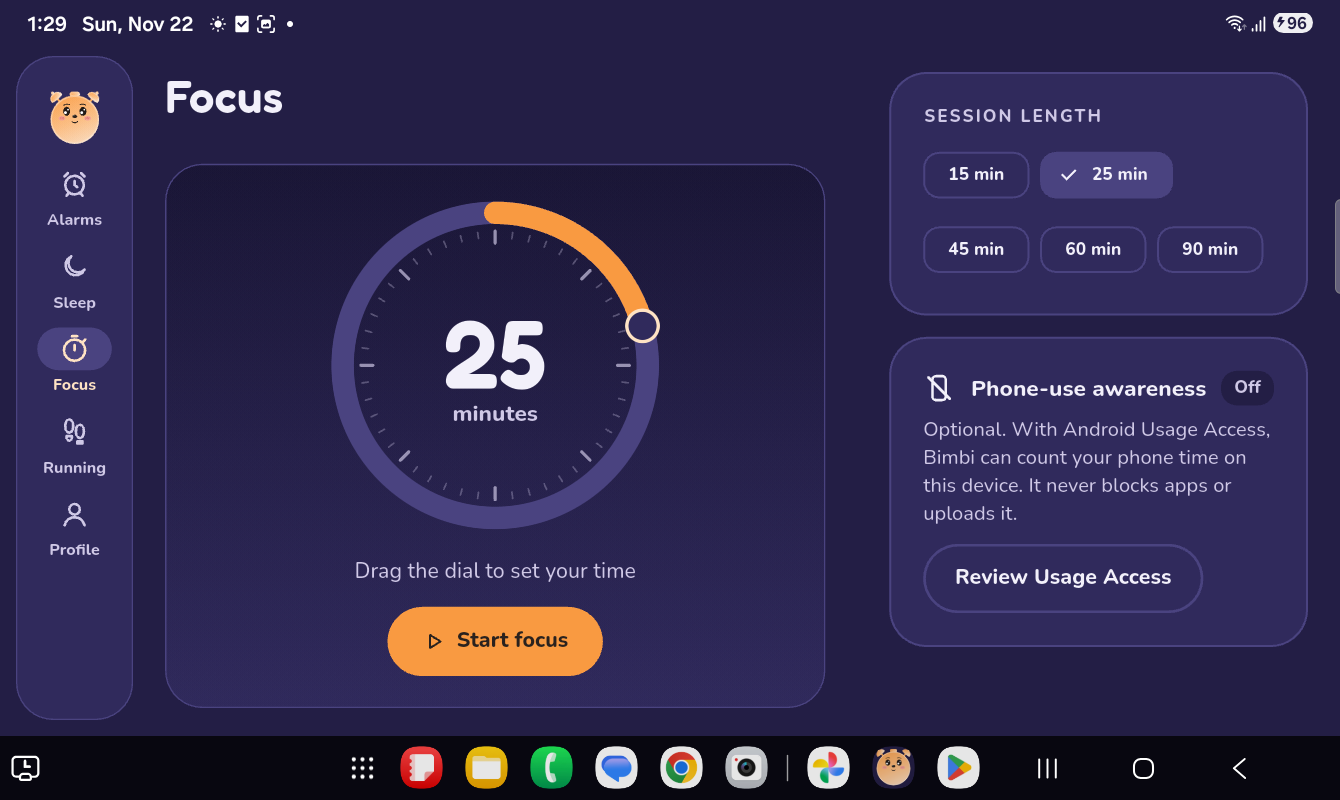 1:29 Sun, Nov 22
96
Alarms
Sleep
Focus
Running
Profile
Focus
25
minutes
Drag the dial to set your time
Start focus
SESSION LENGTH
15 min
25 min
45 min
60 min
90 min
Phone-use awareness
Off
Optional. With Android Usage Access,
Bimbi can count your phone time on
this device. It never blocks apps or
uploads it.
Review Usage Access